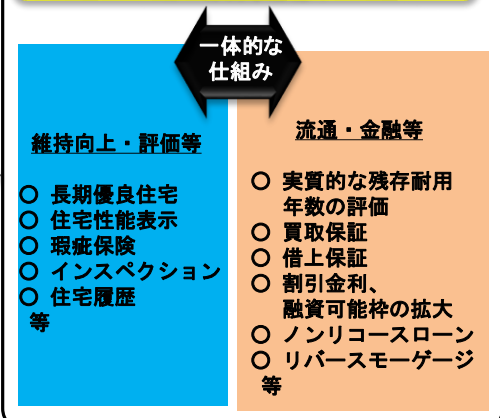 一体的な
仕組み
維持向上・評価等
○ 長期優良住宅
○ 住宅性能表示
○ 瑕疵保険
○ インスペクション
○ 住宅履歴
等
流通・金融等
○ 実質的な残存耐用
年数の評価
○ 買取保証
○ 借上保証
○ 割引金利、
融資可能枠の拡大
○ ノンリコースローン
○ リバースモーゲージ
等